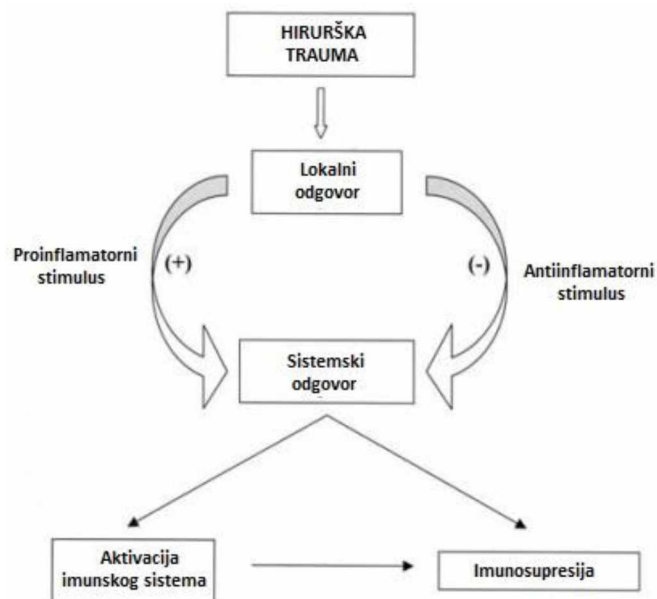 HIRURŠKA
TRAUMA
Lokalni
odgovor
Proinflamatorni
stimulus
(+)
(-)
Antiinflamatorni
stimulus
Sistemski
odgovor
Aktivacija
imunskog sistema
Imunosupresija